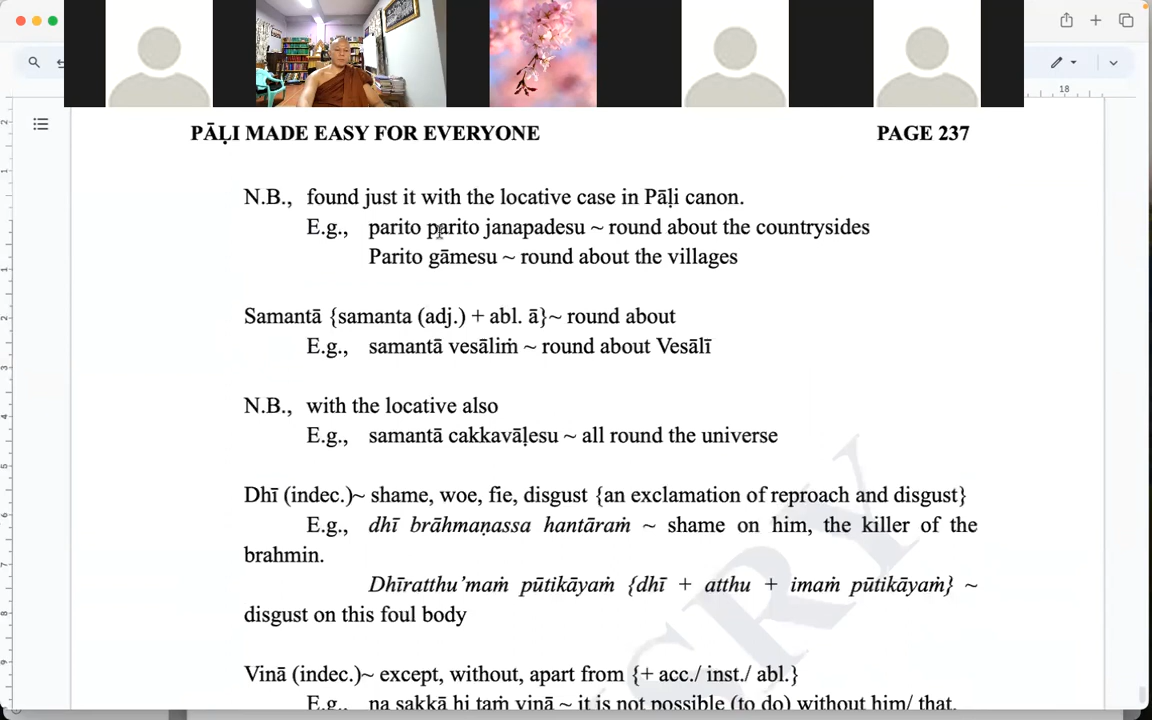 18
PĀḶI MADE EASY FOR EVERYONE PAGE 237
N.B., found just it with the locative case in Pāḷi canon.
E.g., parito parito janapadesu ~ round about the countrysides
Parito gāmesu ~ round about the villages
Samantā {samanta (adj.) + abl. ā}~ round about
E.g., samantā vesāliṁ ~ round about Vesālī
N.B., with the locative also
E.g., samantā cakkavāḷesu ~ all round the universe
Dhī (indec.)~ shame, woe, fie, disgust {an exclamation of reproach and disgust}
E.g., dhī brāhmaṇassa hantāraṁ ~ shame on him, the killer of the
brahmin.
Dhīratthu’maṁ pūtikāyaṁ {dhī + atthu + imaṁ pūtikāyaṁ} ~
disgust on this foul body
Vinā (indec.)~ except, without, apart from {+ acc./ inst./ abl.}
E.g., na sakkā hi taṁ vinā ~ it is not possible (to do) without him/ that.
SRY